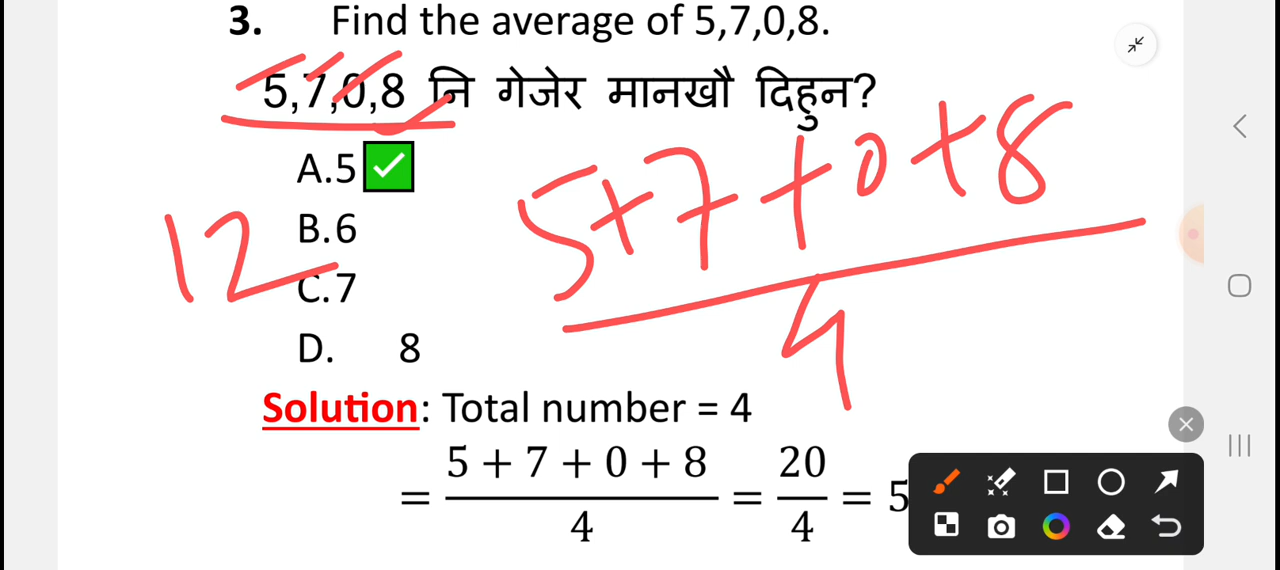 3. Find the average of 5,7,0,8.
5,7,0,8 नि गेजेर मानखौ दिहुन?
5+7+0+8
A.5
12
B.6
C.7
4
D. 8
Solution: Total number = 4
= 5 + 7 + 0 + 8 / 4 = 20 / 4 = 5